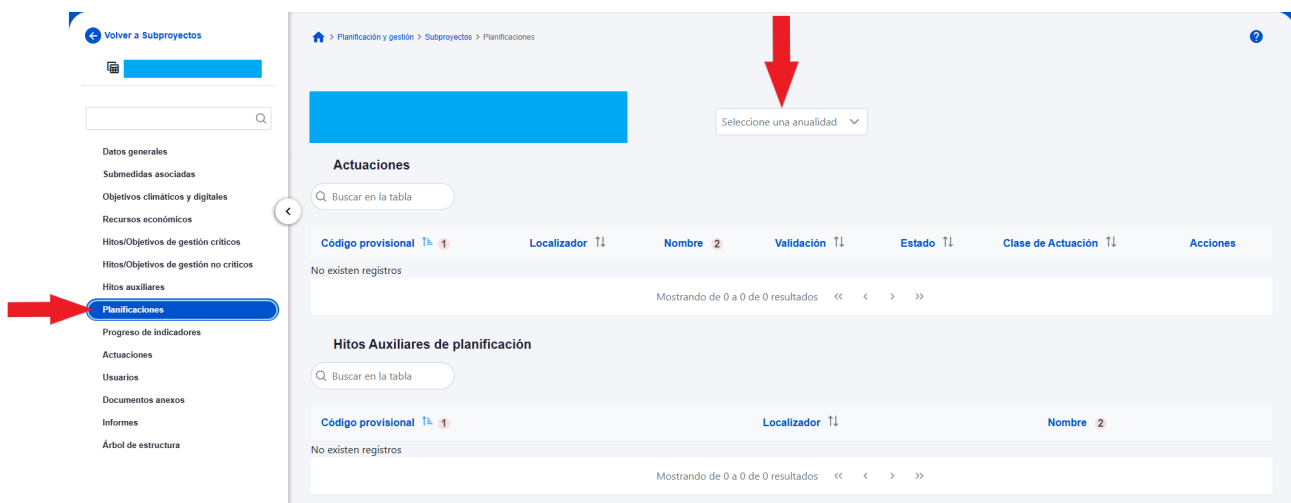 Volver a Subproyectos
> Planificación y gestión > Subproyectos > Planificaciones
?
Seleccione una anualidad
Datos generales
Submedidas asociadas
Objetivos climáticos y digitales
Recursos económicos
Hitos/Objetivos de gestión críticos
Hitos/Objetivos de gestión no críticos
Hitos auxiliares
Planificaciones
Progreso de indicadores
Actuaciones
Usuarios
Documentos anexos
Informes
Árbol de estructura
Actuaciones
Buscar en la tabla
Código provisional 1 Localizador Nombre 2 Validación Estado Clase de Actuación Acciones
No existen registros
Mostrando de 0 a 0 de 0 resultados « < > »
Hitos Auxiliares de planificación
Buscar en la tabla
Código provisional 1 Localizador Nombre 2
No existen registros
Mostrando de 0 a 0 de 0 resultados « < > »